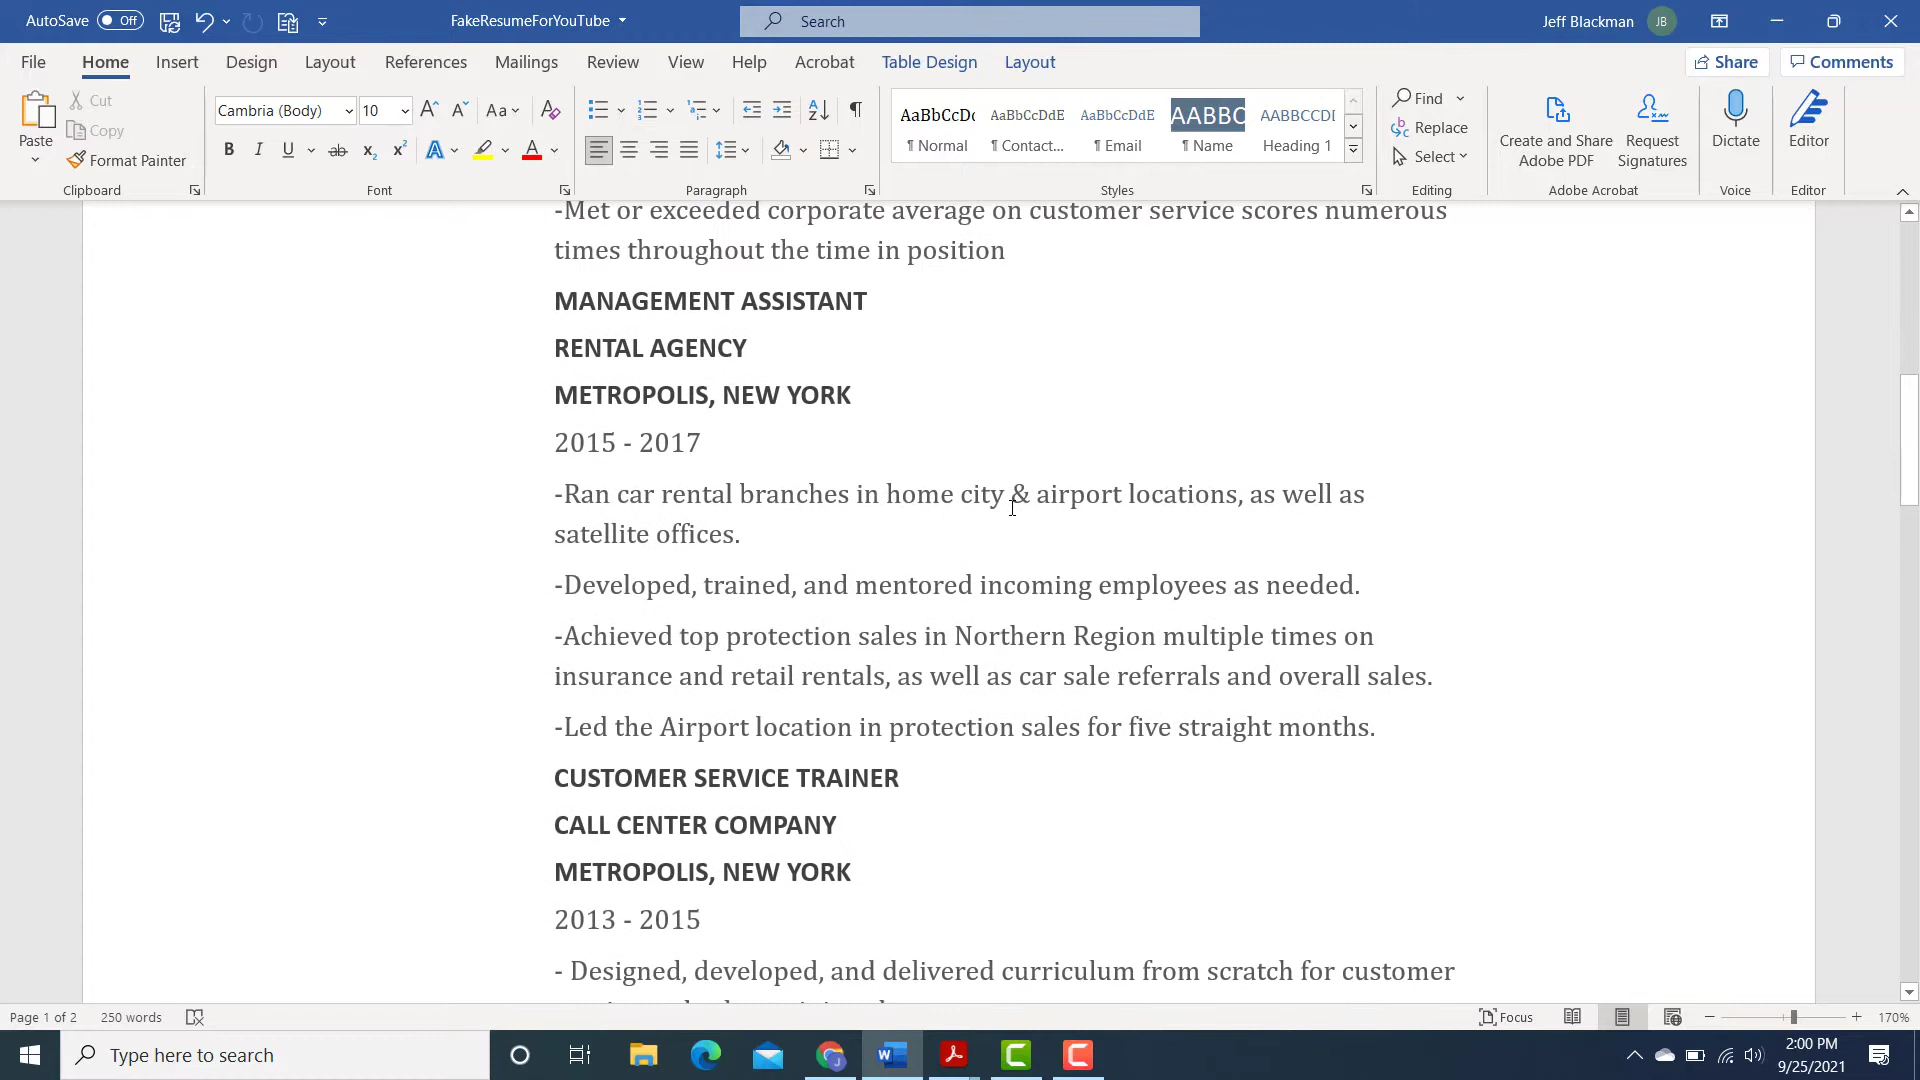 AutoSave Off FakeResumeForYouTube Search Jeff Blackman JB
File Home Insert Design Layout References Mailings Review View Help Acrobat Table Design Layout Share Comments
Paste Cut Copy Format Painter Clipboard
Cambria (Body) 10 Aa Font
Paragraph
AaBbCcDc AaBbCcDE AaBbCcDE AABBC AABBCCDI
¶ Normal ¶ Contact... ¶ Email ¶ Name Heading 1
Styles
Find Replace Select Editing
Create and Share Adobe PDF Request Signatures Adobe Acrobat
Dictate Voice
Editor Editor
-Met or exceeded corporate average on customer service scores numerous
times throughout the time in position
MANAGEMENT ASSISTANT
RENTAL AGENCY
METROPOLIS, NEW YORK
2015 - 2017
-Ran car rental branches in home city & airport locations, as well as
satellite offices.
-Developed, trained, and mentored incoming employees as needed.
-Achieved top protection sales in Northern Region multiple times on
insurance and retail rentals, as well as car sale referrals and overall sales.
-Led the Airport location in protection sales for five straight months.
CUSTOMER SERVICE TRAINER
CALL CENTER COMPANY
METROPOLIS, NEW YORK
2013 - 2015
- Designed, developed, and delivered curriculum from scratch for customer
Page 1 of 2 250 words Focus 170%
Type here to search 2:00 PM
9/25/2021